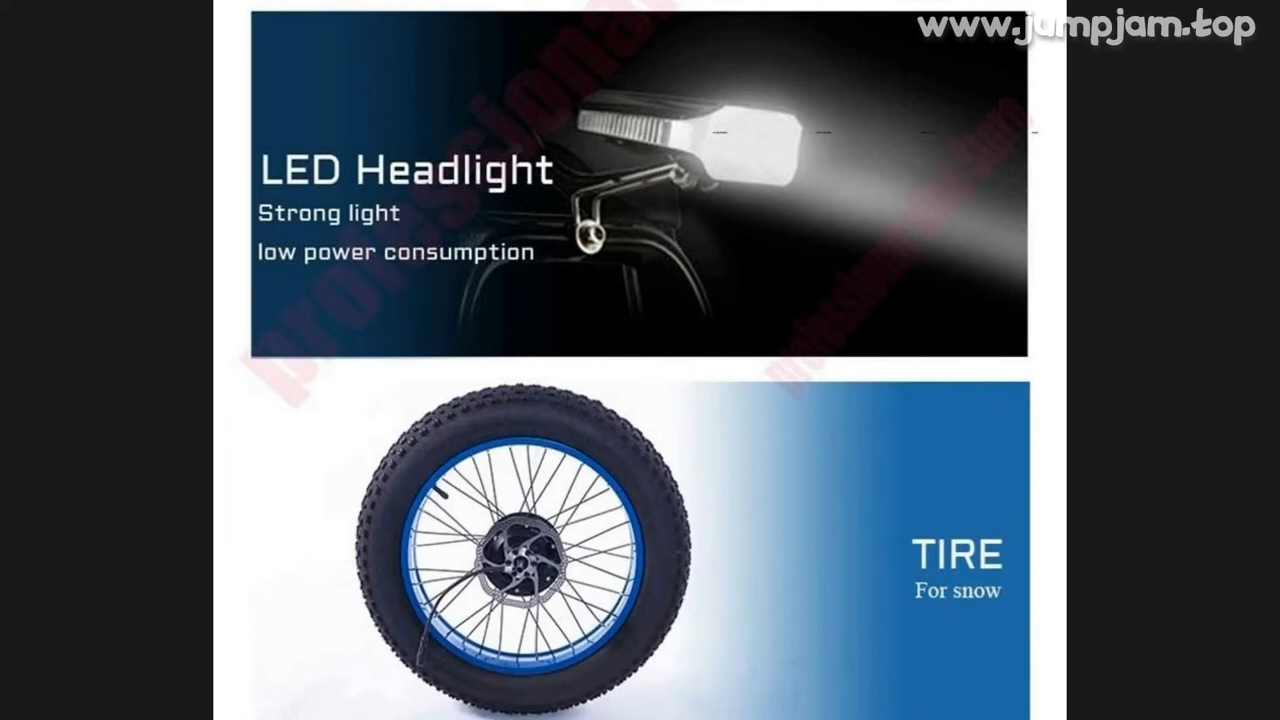 www.jumpjam.top
LED Headlight
Strong light
low power consumption
TIRE
For snow